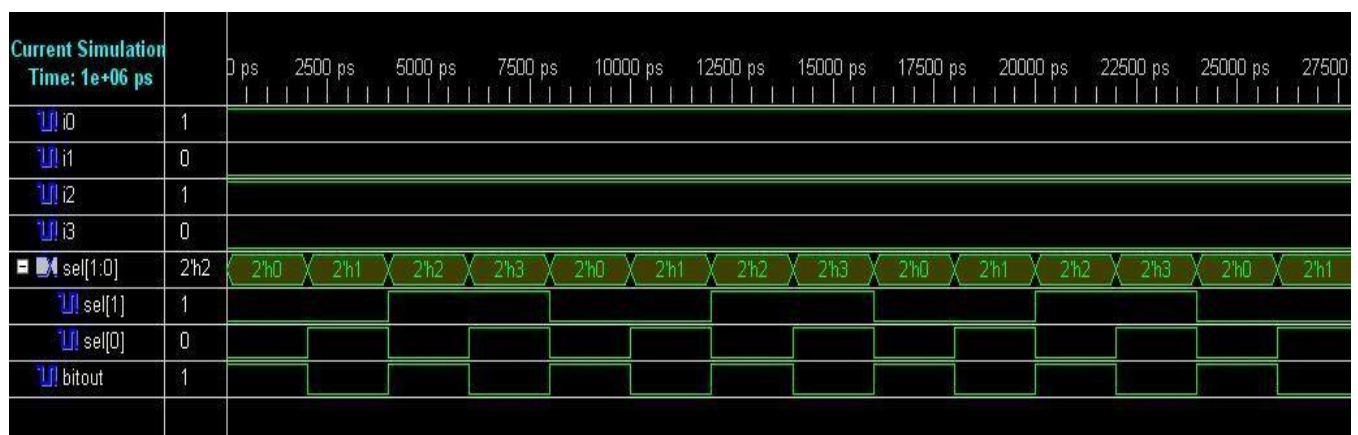 Current Simulation
Time: 1e+06 ps
0 ps 2500 ps 5000 ps 7500 ps 10000 ps 12500 ps 15000 ps 17500 ps 20000 ps 22500 ps 25000 ps 27500
i0 1
i1 0
i2 1
i3 0
sel[1:0] 2'h2 2'h0 2'h1 2'h2 2'h3 2'h0 2'h1 2'h2 2'h3 2'h0 2'h1 2'h2 2'h3 2'h0 2'h1
sel[1] 1
sel[0] 0
bitout 1